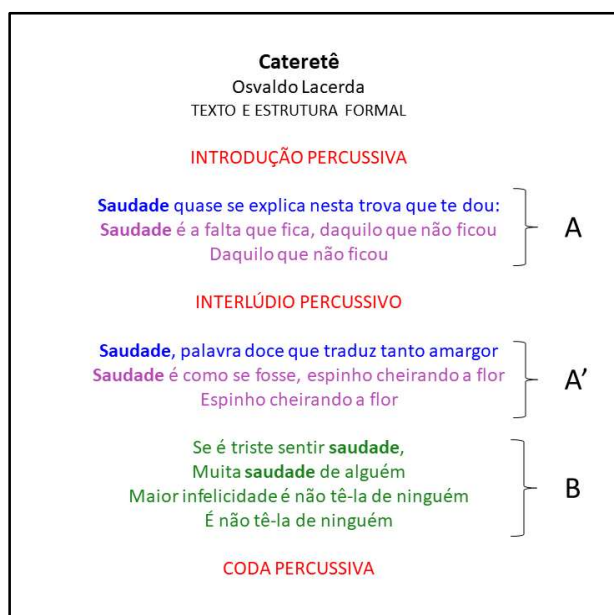 Cateretê
Osvaldo Lacerda
TEXTO E ESTRUTURA FORMAL
INTRODUÇÃO PERCUSSIVA
Saudade quase se explica nesta trova que te dou:
Saudade é a falta que fica, daquilo que não ficou
Daquilo que não ficou
A
INTERLÚDIO PERCUSSIVO
Saudade, palavra doce que traduz tanto amargor
Saudade é como se fosse, espinho cheirando a flor
Espinho cheirando a flor
A’
Se é triste sentir saudade,
Muita saudade de alguém
Maior infelicidade é não tê-la de ninguém
É não tê-la de ninguém
B
CODA PERCUSSIVA